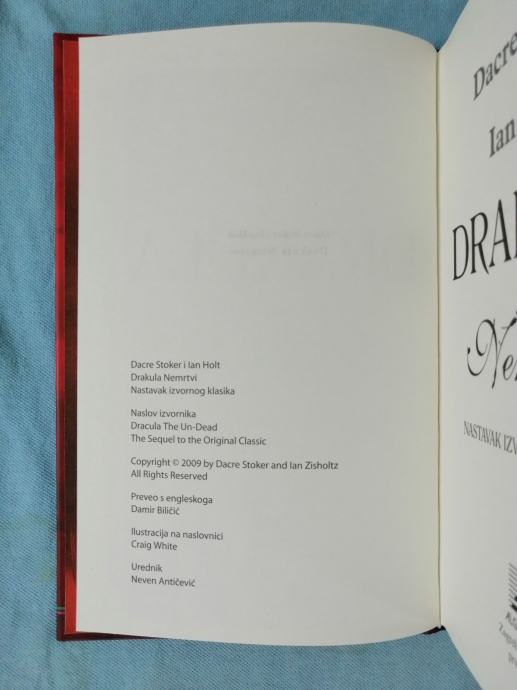 Dacre Stoker i Ian Holt
Drakula Nemrtvi
Nastavak izvornog klasika
Naslov izvornika
Dracula The Un-Dead
The Sequel to the Original Classic
Copyright © 2009 by Dacre Stoker and Ian Zisholtz
All Rights Reserved
Preveo s engleskoga
Damir Biličić
Ilustracija na naslovnici
Craig White
Urednik
Neven Antičević
Dacre
Ian
NASTAVAK